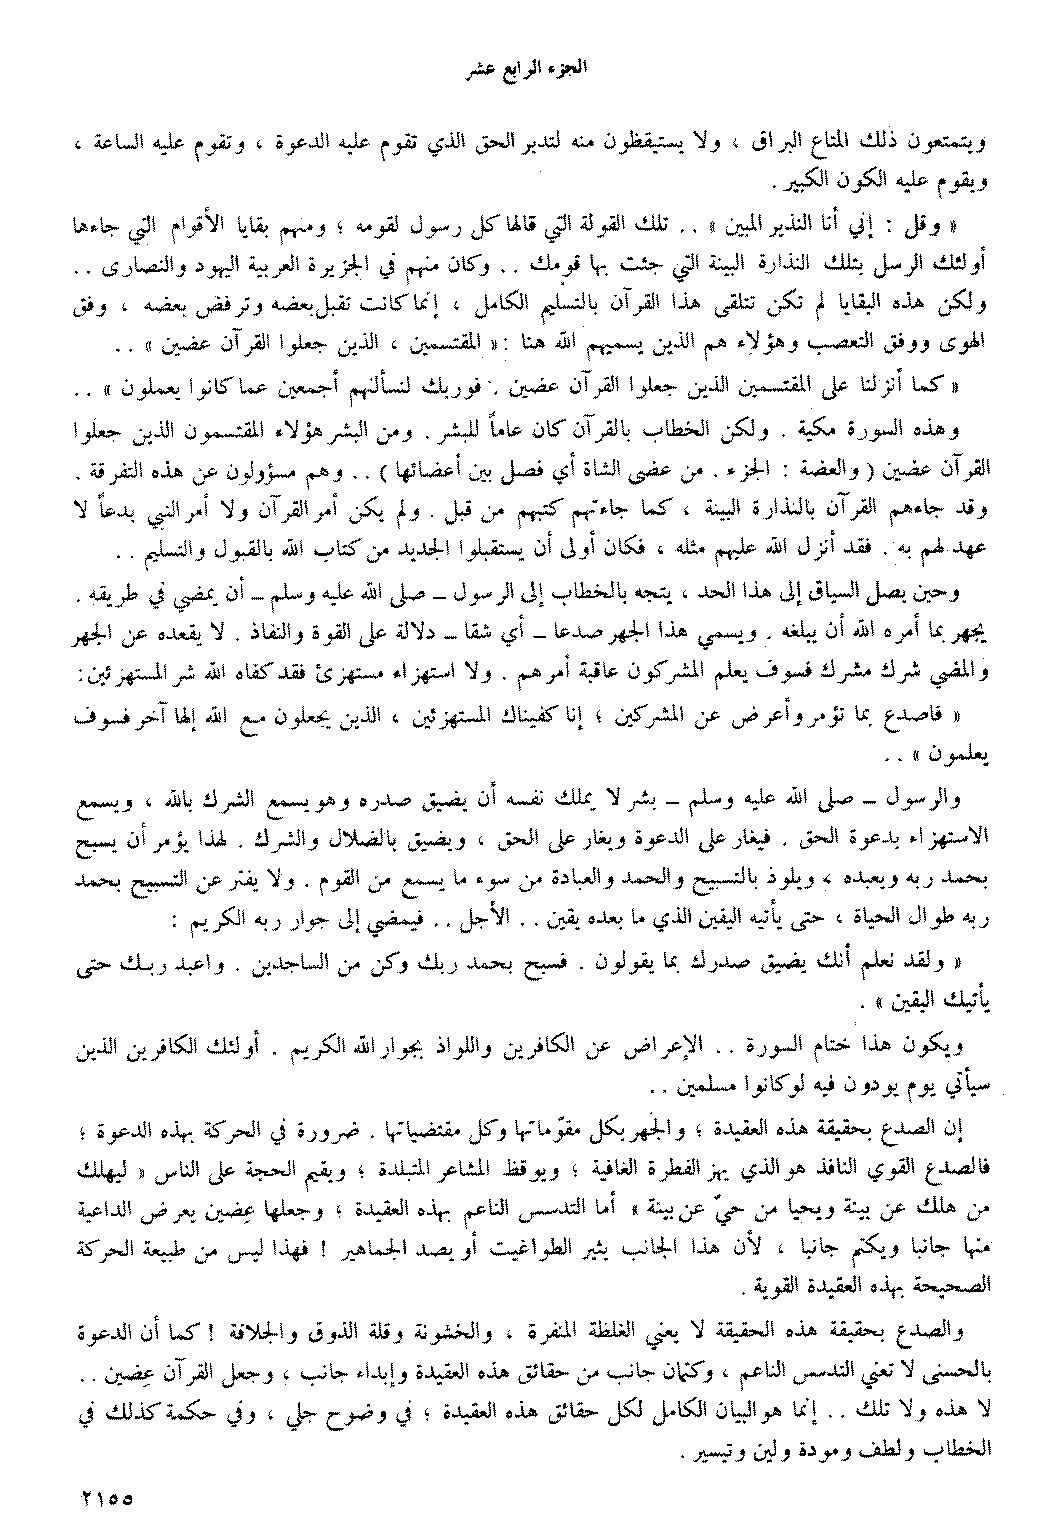 الجزء الرابع عشر
ويتمتعون ذلك المتاع البراق ، ولا يستيقظون منه لتدبر الحق الذي تقوم عليه الدعوة ، وتقوم عليه الساعة ،
ويقوم عليه الكون الكبير .
« وقل : إني أنا النذير المبين » .. تلك القولة التي قالها كل رسول لقومه ؛ ومنهم بقايا الأقوام التي جاءها
أولئك الرسل بتلك النذارة البينة التي جئت بها قومك .. وكان منهم في الجزيرة العربية اليهود والنصارى ..
ولكن هذه البقايا لم تكن تتلقى هذا القرآن بالتسليم الكامل ، إنما كانت تقبل بعضه وترفض بعضه ، وفق
الهوى ووفق التعصب وهؤلاء هم الذين يسميهم الله هنا : « المقتسمين ، الذين جعلوا القرآن عضين » ..
« كما أنزلنا على المقتسمين الذين جعلوا القرآن عضين . فوربك لنسألنهم أجمعين عما كانوا يعملون » ..
وهذه السورة مكية . ولكن الخطاب بالقرآن كان عاماً للبشر . ومن البشر هؤلاء المقتسمون الذين جعلوا
القرآن عضين ( والعضة : الجزء . من عضى الشاة أي فصل بين أعضائها ) .. وهم مسؤولون عن هذه التفرقة .
وقد جاءهم القرآن بالنذارة البينة ، كما جاءتهم كتبهم من قبل . ولم يكن أمر القرآن ولا أمر النبي بدعاً لا
عهد لهم به . فقد أنزل الله عليهم مثله ، فكان أولى أن يستقبلوا الجديد من كتاب الله بالقبول والتسليم ..
وحين يصل السياق إلى هذا الحد ، يتجه بالخطاب إلى الرسول – صلى الله عليه وسلم – أن يمضي في طريقه .
يجهر بما أمره الله أن يبلغه . ويسمي هذا الجهر صدعا – أي شقا – دلالة على القوة والنفاذ . لا يقعده عن الجهر
والمضي شرك مشرك فسوف يعلم المشركون عاقبة أمرهم . ولا استهزاء مستهزئ فقد كفاه الله شر المستهزئين :
« فاصدع بما تؤمر وأعرض عن المشركين ؛ إنا كفيناك المستهزئين ، الذين يجعلون مع الله إلها آخر فسوف
يعلمون » ..
والرسول – صلى الله عليه وسلم – بشر لا يملك نفسه أن يضيق صدره وهو يسمع الشرك بالله ، ويسمع
الاستهزاء بدعوة الحق . فيغار على الدعوة ويغار على الحق ، ويضيق بالضلال والشرك . لهذا يؤمر أن يسبح
بحمد ربه ويعبده ، ويلوذ بالتسبيح والحمد والعبادة من سوء ما يسمع من القوم . ولا يفتر عن التسبيح بحمد
ربه طوال الحياة ، حتى يأتيه اليقين الذي ما بعده يقين .. الأجل .. فيمضي إلى جوار ربه الكريم :
« ولقد نعلم أنك يضيق صدرك بما يقولون . فسبح بحمد ربك وكن من الساجدين . واعبد ربك حتى
يأتيك اليقين » .
ويكون هذا ختام السورة .. الإعراض عن الكافرين واللواذ بجوار الله الكريم . أولئك الكافرين الذين
سيأتي يوم يودون فيه لو كانوا مسلمين ..
إن الصدع بحقيقة هذه العقيدة ؛ والجهر بكل مقوّماتها وكل مقتضياتها . ضرورة في الحركة بهذه الدعوة ؛
فالصدع القوي النافذ هو الذي يهز الفطرة الغافية ؛ ويوقظ المشاعر المتبلدة ؛ ويقيم الحجة على الناس « ليهلك
من هلك عن بينة ويحيا من حيّ عن بينة » أما التدسس الناعم بهذه العقيدة ؛ وجعلها عِضين يعرض الداعية
منها جانبا ويكتم جانبا ، لأن هذا الجانب يثير الطواغيت أو يصد الجماهير ! فهذا ليس من طبيعة الحركة
الصحيحة بهذه العقيدة القوية .
والصدع بحقيقة هذه الحقيقة لا يعني الغلظة المنفرة ، والخشونة وقلة الذوق والجلافة ! كما أن الدعوة
بالحسنى لا تعني التدسس الناعم ، وكتمان جانب من حقائق هذه العقيدة وإبداء جانب ، وجعل القرآن عِضين ..
لا هذه ولا تلك .. إنما هو البيان الكامل لكل حقائق هذه العقيدة ؛ في وضوح جلي ، وفي حكمة كذلك في
الخطاب ولطف ومودة ولين وتيسير .
٢١٥٥